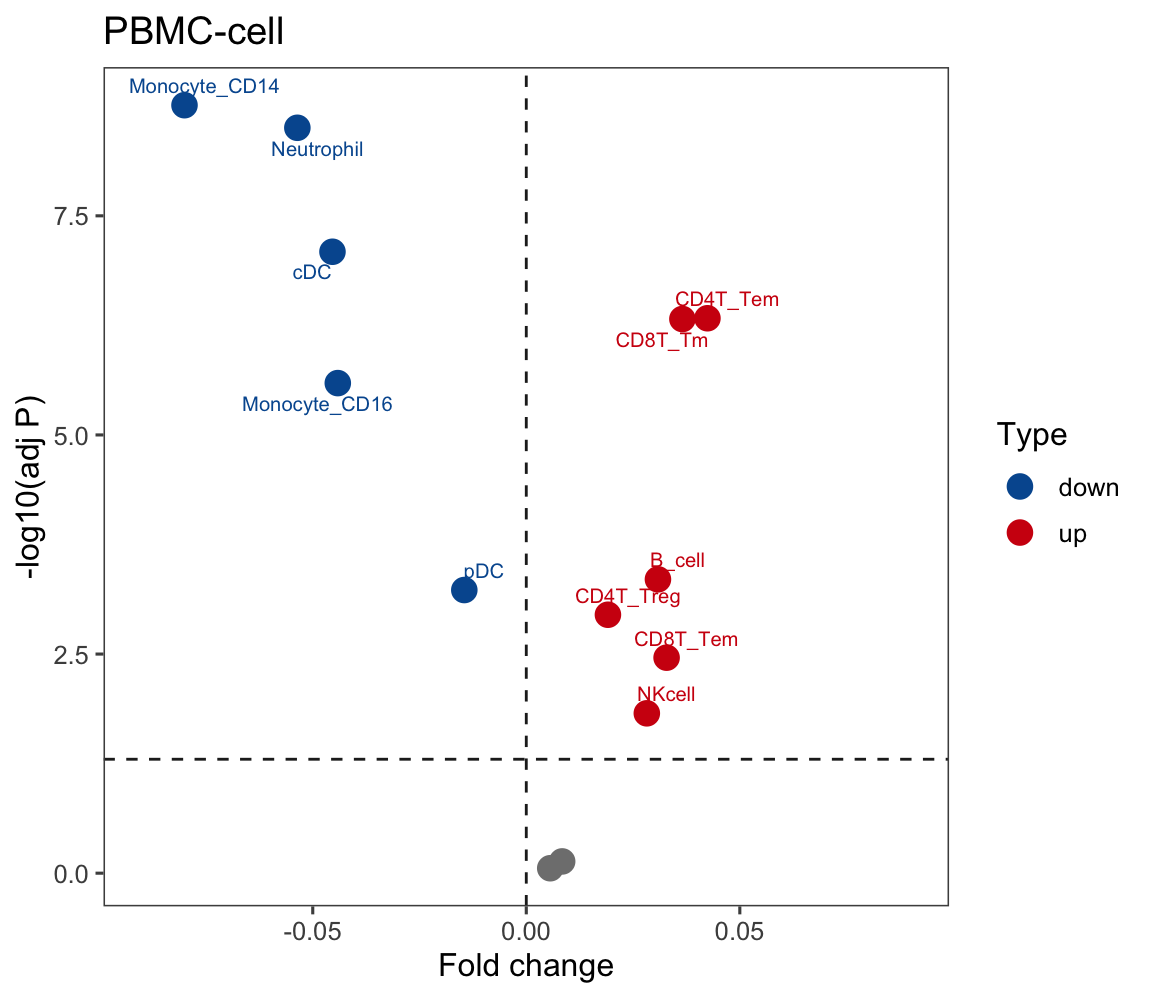 PBMC-cell
Monocyte_CD14
Neutrophil
7.5
cDC
CD4T_Tem
CD8T_Tm
Monocyte_CD16
5.0
-log10(adj P)
Type
down
up
B_cell
pDC
CD4T_Treg
CD8T_Tem
2.5
NKcell
0.0
-0.05
0.00
0.05
Fold change